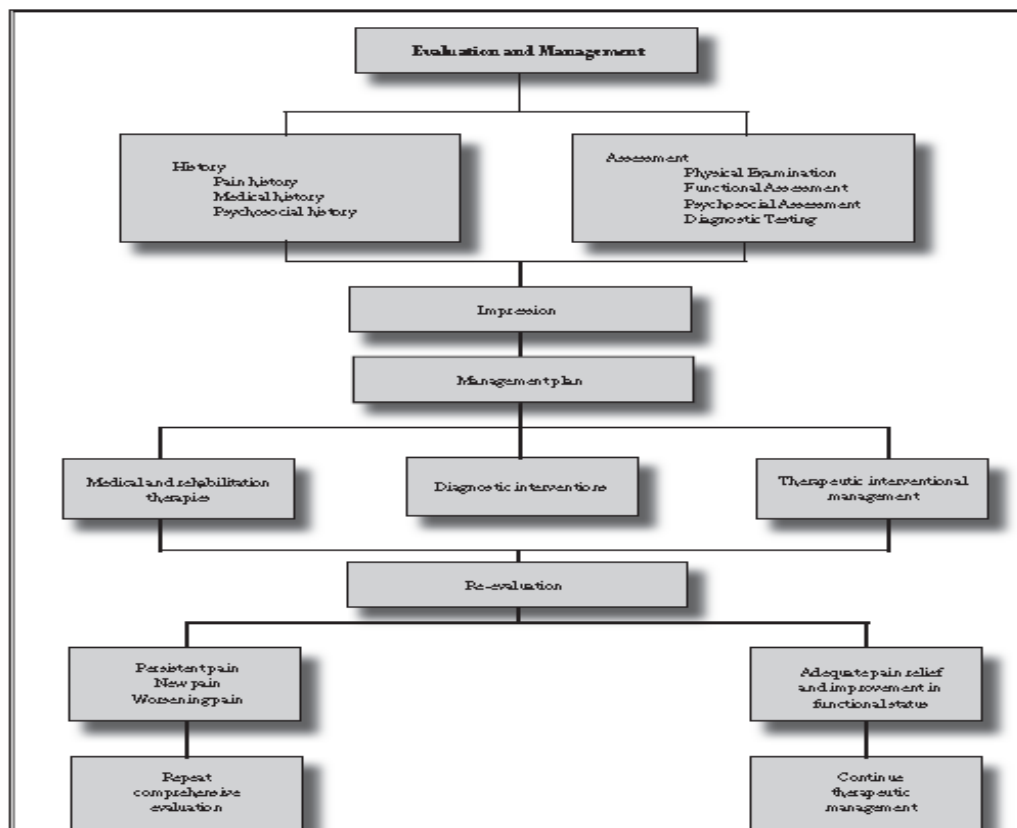 Evaluation and Management
History
Pain history
Medical history
Psychosocial history
Assessment
Physical Examination
Functional Assessment
Psychosocial Assessment
Diagnostic Testing
Impression
Management plan
Medical and rehabilitation
therapies
Diagnostic interventions
Therapeutic interventional
management
Re-evaluation
Persistent pain
New pain
Worsening pain
Adequate pain relief
and improvement in
functional status
Repeat
comprehensive
evaluation
Continue
therapeutic
management